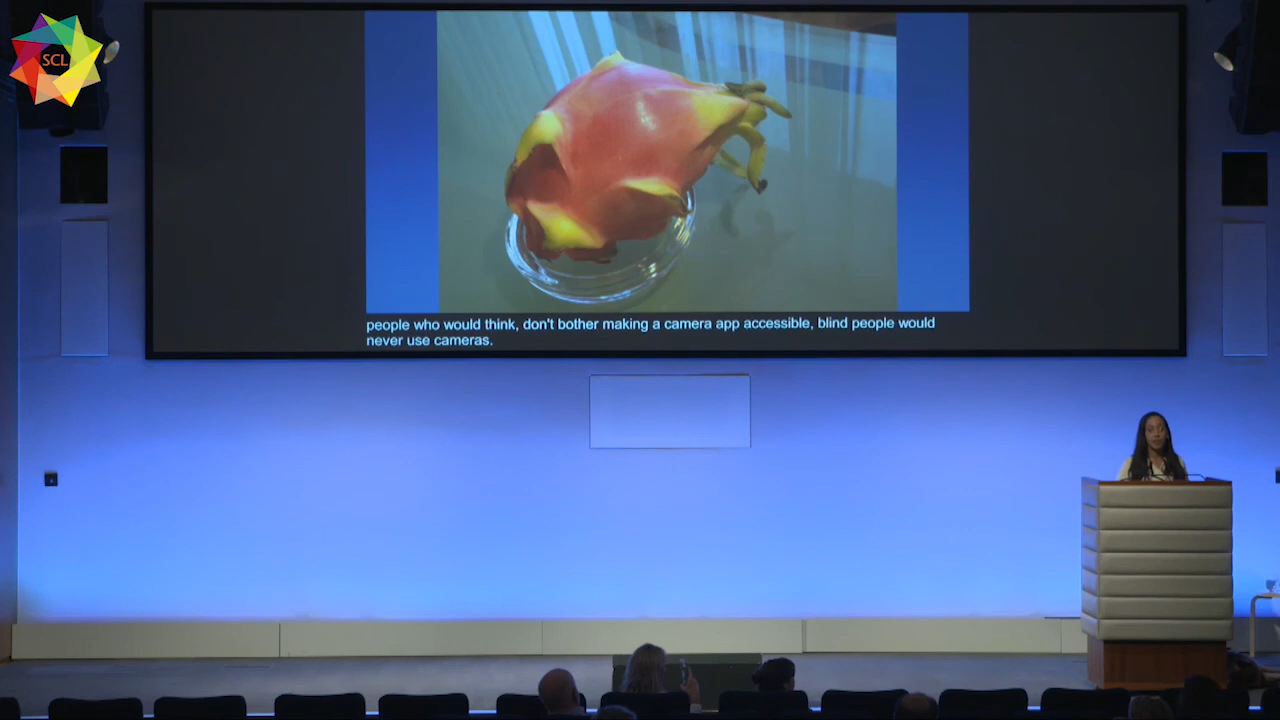 SCL
people who would think, don't bother making a camera app accessible, blind people would
never use cameras.